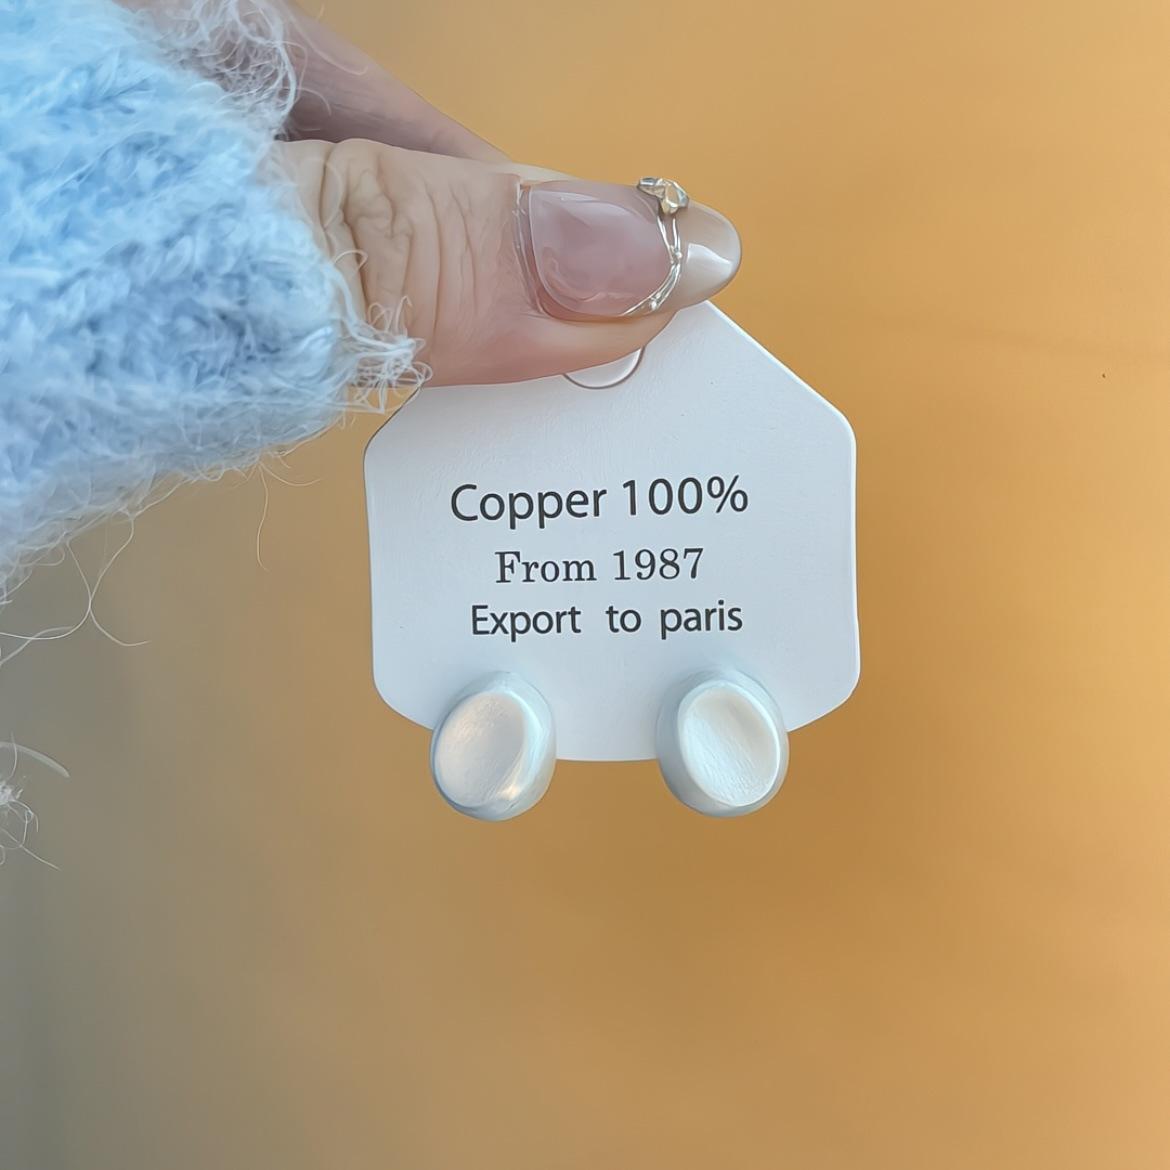 Copper 100%
From 1987
Export to paris